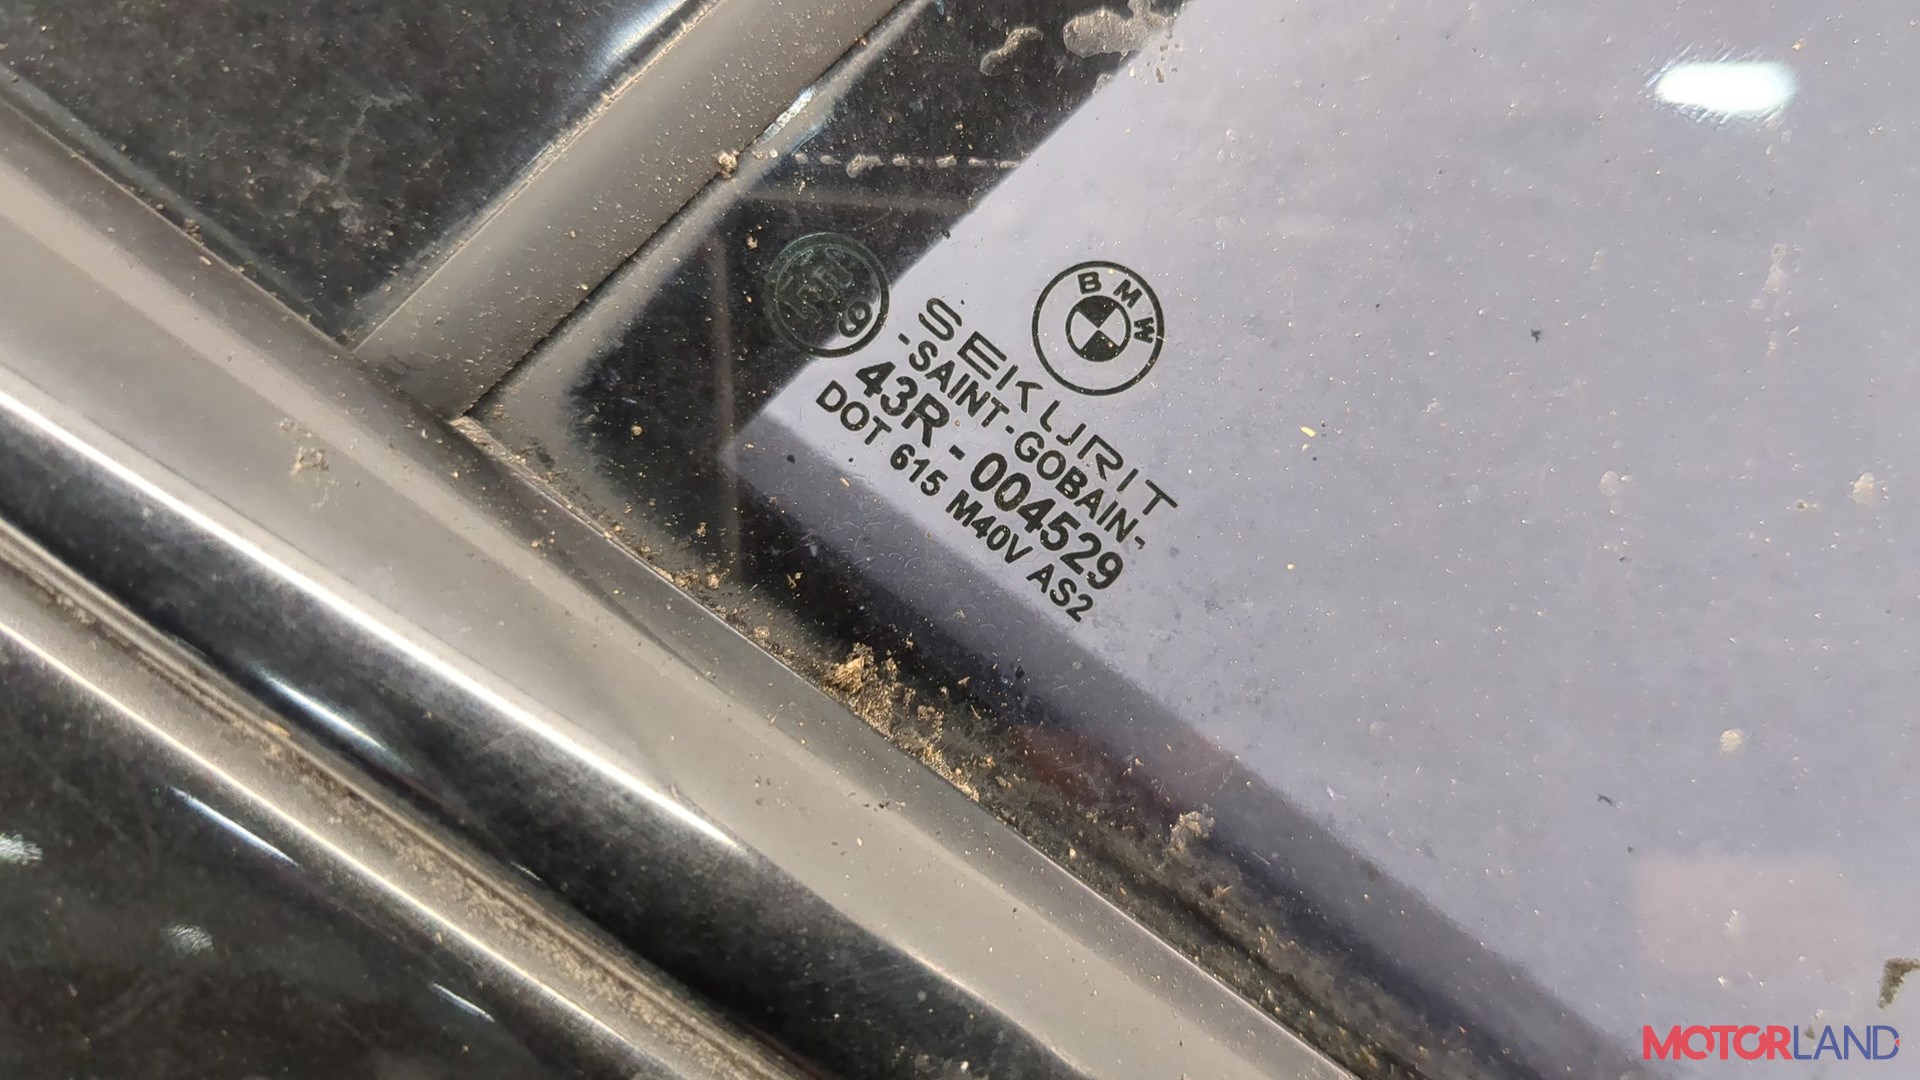 BMW
SEKURIT
-SAINT-GOBAIN-
43R-004529
DOT 615 M40V AS2
MOTORLAND